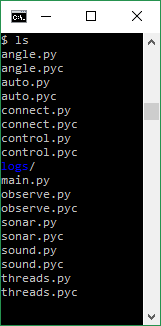 $ ls
angle.py
angle.pyc
auto.py
auto.pyc
connect.py
connect.pyc
control.py
control.pyc
logs/
main.py
observe.py
observe.pyc
sonar.py
sonar.pyc
sound.py
sound.pyc
threads.py
threads.pyc